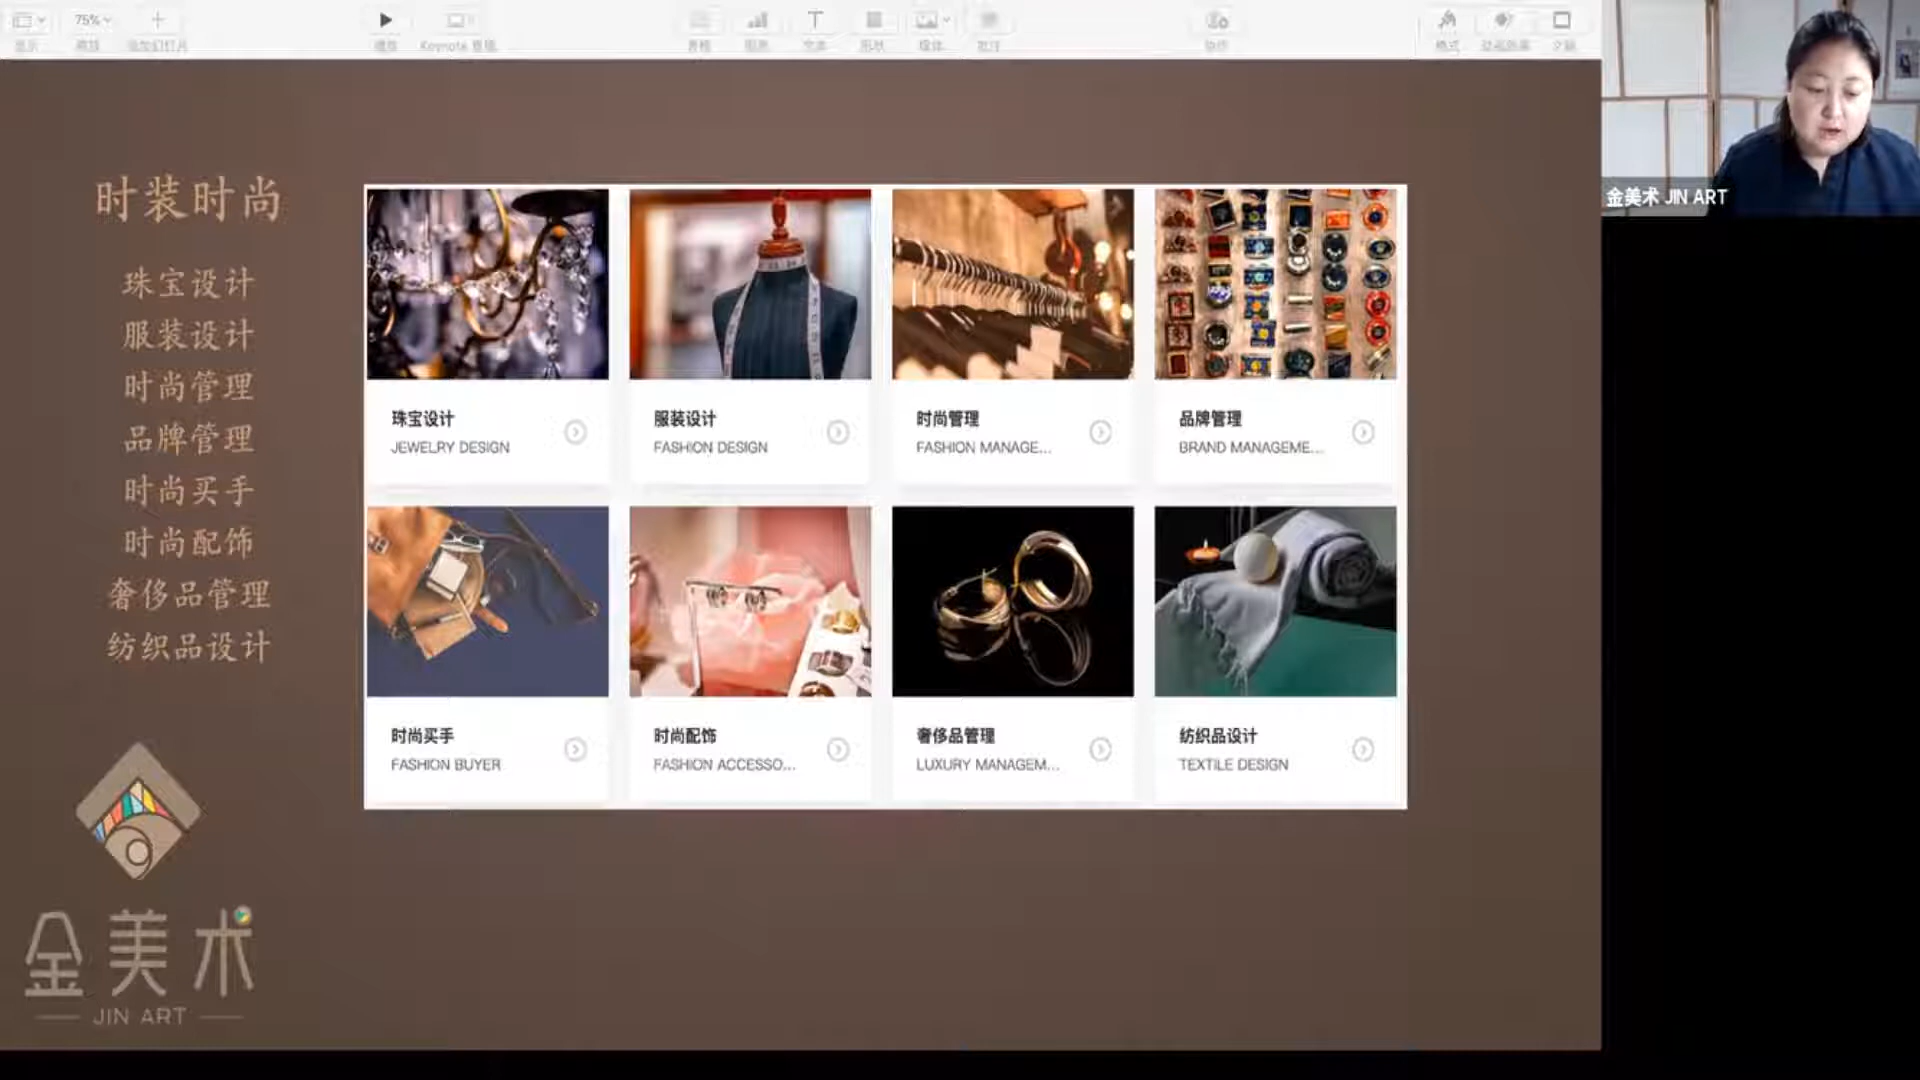 75%
Keynote 直播
金美术 JIN ART
时装时尚
珠宝设计
服装设计
时尚管理
品牌管理
时尚买手
时尚配饰
奢侈品管理
纺织品设计
珠宝设计
JEWELRY DESIGN
服装设计
FASHION DESIGN
时尚管理
FASHION MANAGE...
品牌管理
BRAND MANAGEME...
时尚买手
FASHION BUYER
时尚配饰
FASHION ACCESSO...
奢侈品管理
LUXURY MANAGEM...
纺织品设计
TEXTILE DESIGN
金美术
JIN ART